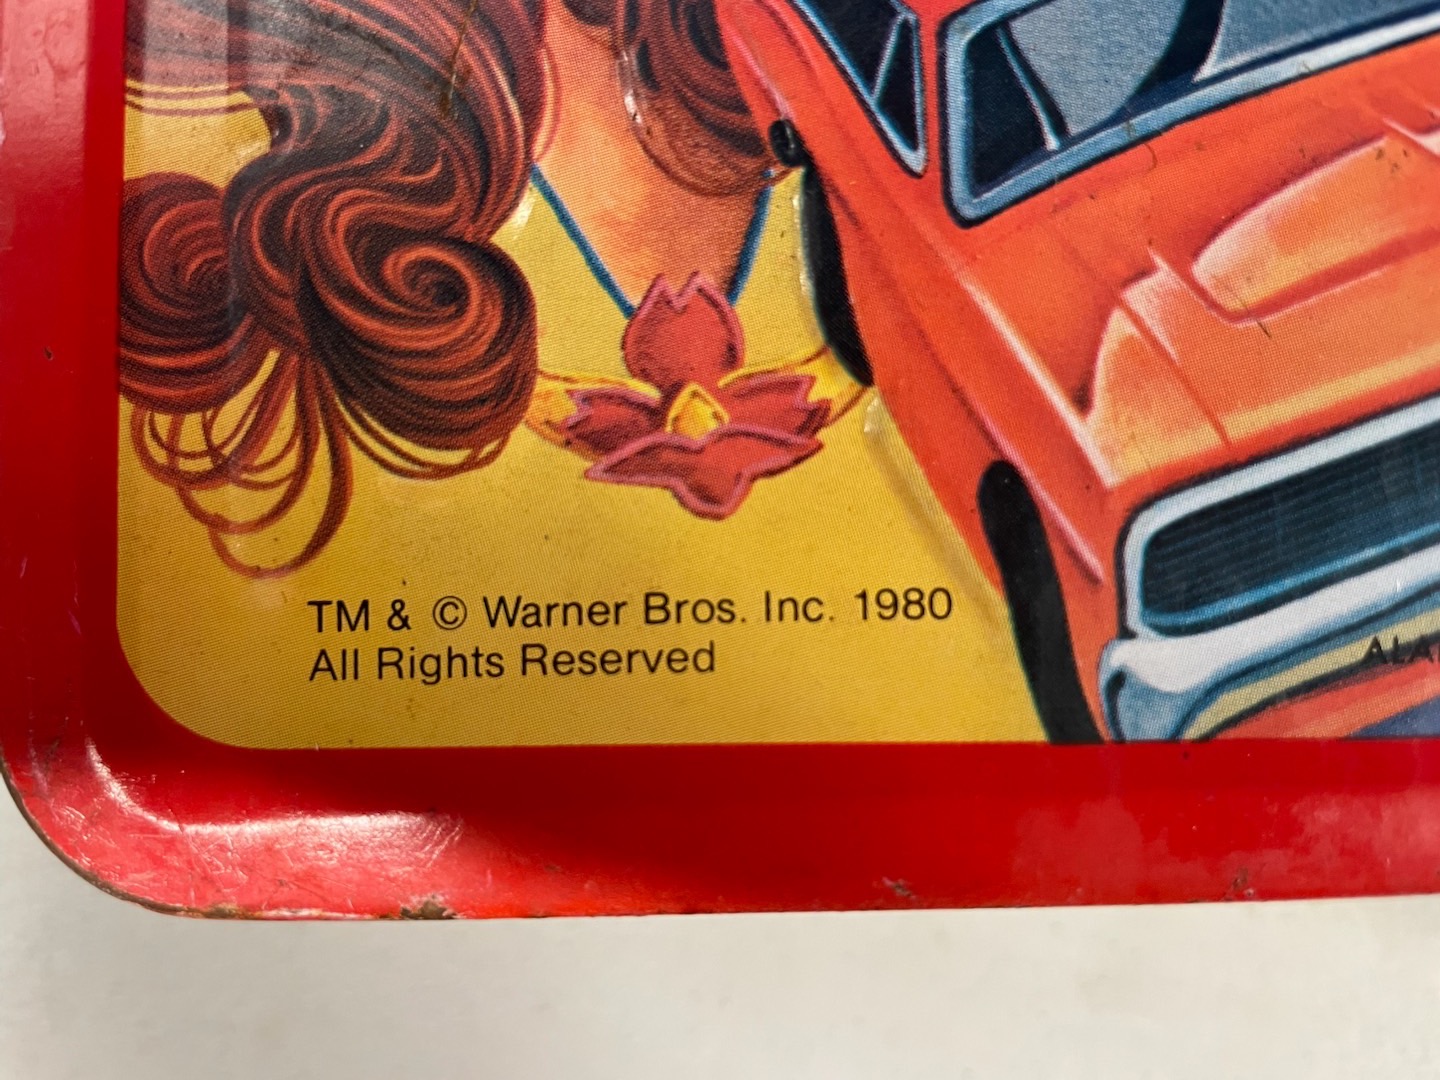 TM & © Warner Bros. Inc. 1980
All Rights Reserved